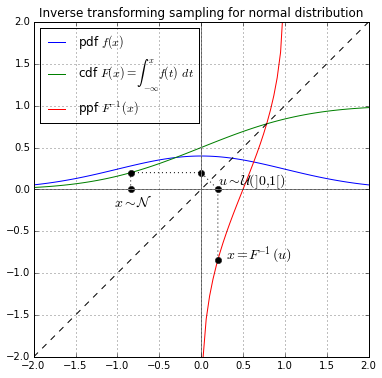 Inverse transforming sampling for normal distribution
pdf f(x)
cdf F(x)=∫_{-∞}^{x} f(t) dt
ppf F⁻¹(x)
2.0
1.5
1.0
0.5
0.0
−0.5
−1.0
−1.5
−2.0
u∼𝒰(]0,1[)
x∼𝒩
x=F⁻¹(u)
−2.0 −1.5 −1.0 −0.5 0.0 0.5 1.0 1.5 2.0